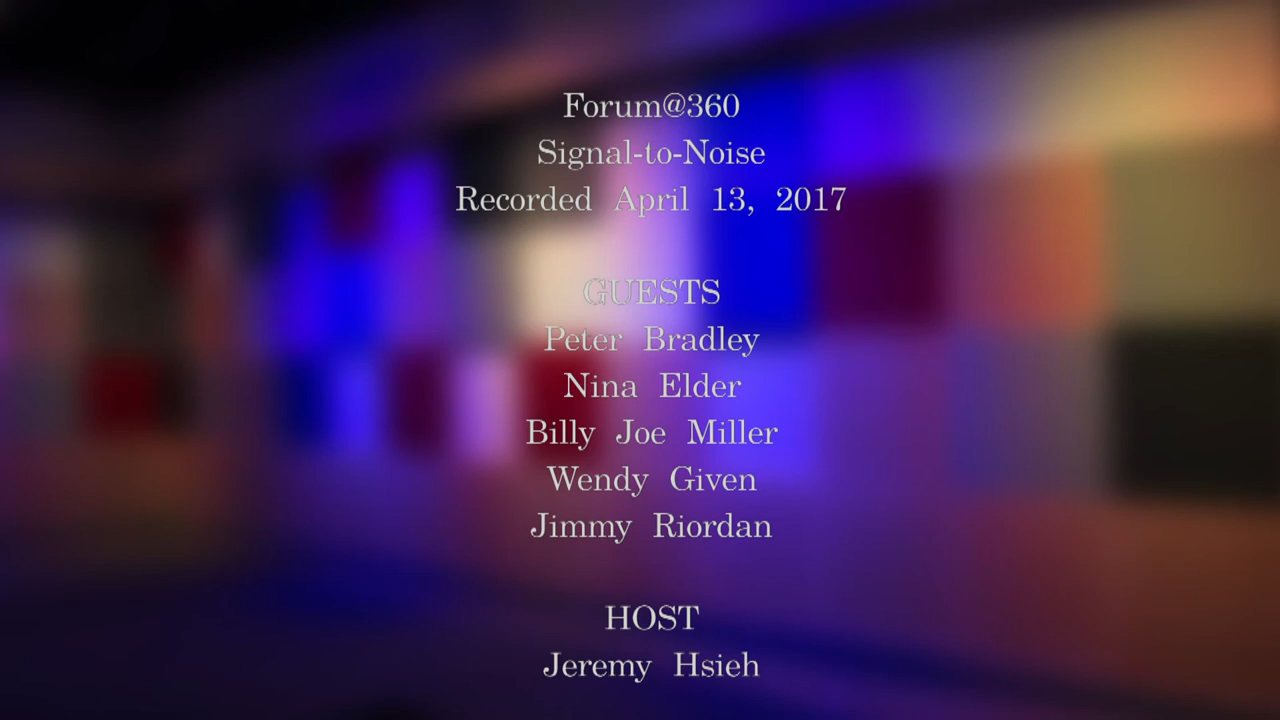 Forum@360
Signal-to-Noise
Recorded April 13, 2017
GUESTS
Peter Bradley
Nina Elder
Billy Joe Miller
Wendy Given
Jimmy Riordan
HOST
Jeremy Hsieh